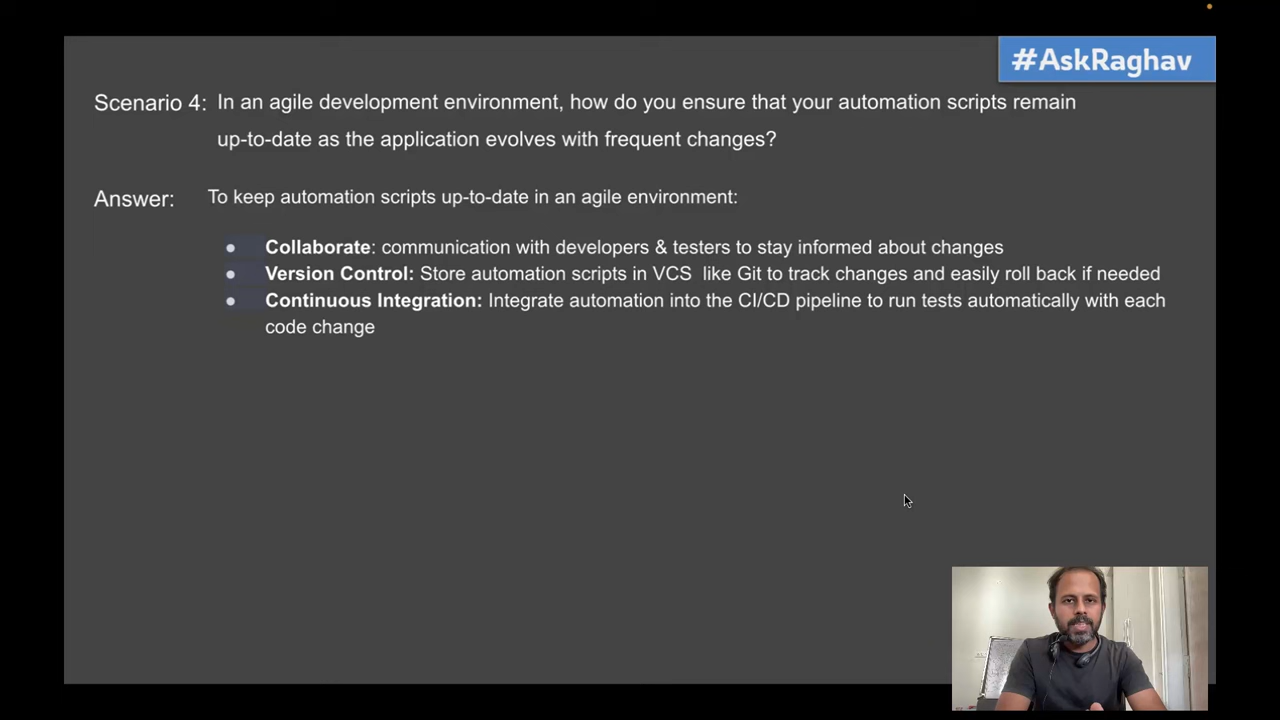 #AskRaghav
Scenario 4: In an agile development environment, how do you ensure that your automation scripts remain
up-to-date as the application evolves with frequent changes?
Answer: To keep automation scripts up-to-date in an agile environment:
● Collaborate: communication with developers & testers to stay informed about changes
● Version Control: Store automation scripts in VCS like Git to track changes and easily roll back if needed
● Continuous Integration: Integrate automation into the CI/CD pipeline to run tests automatically with each
code change